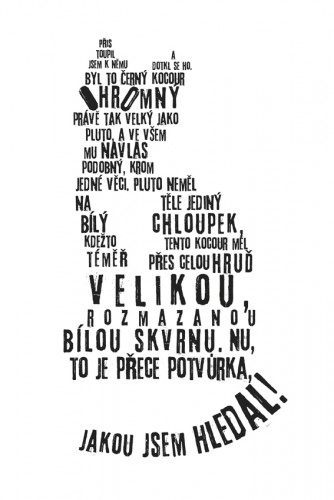 PŘIS
TOUPIL A
JSEM K NĚMU DOTKL SE HO.
BYL TO ČERNÝ KOCOUR
OHROMNÝ
PRÁVĚ TAK VELKÝ JAKO
PLUTO, A VE VŠEM
MU NAVLAS
PODOBNÝ, KROM
JEDNÉ VĚCI. PLUTO NEMĚL
NA TĚLE JEDINÝ
BÍLÝ CHLOUPEK,
KDEŽTO TENTO KOCOUR MĚL
TÉMĚŘ PŘES CELOU HRUĎ
VELIKOU,
ROZMAZANOU
BÍLOU SKVRNU. NU,
TO JE PŘECE POTVŮRKA,
JAKOU JSEM HLEDAL!